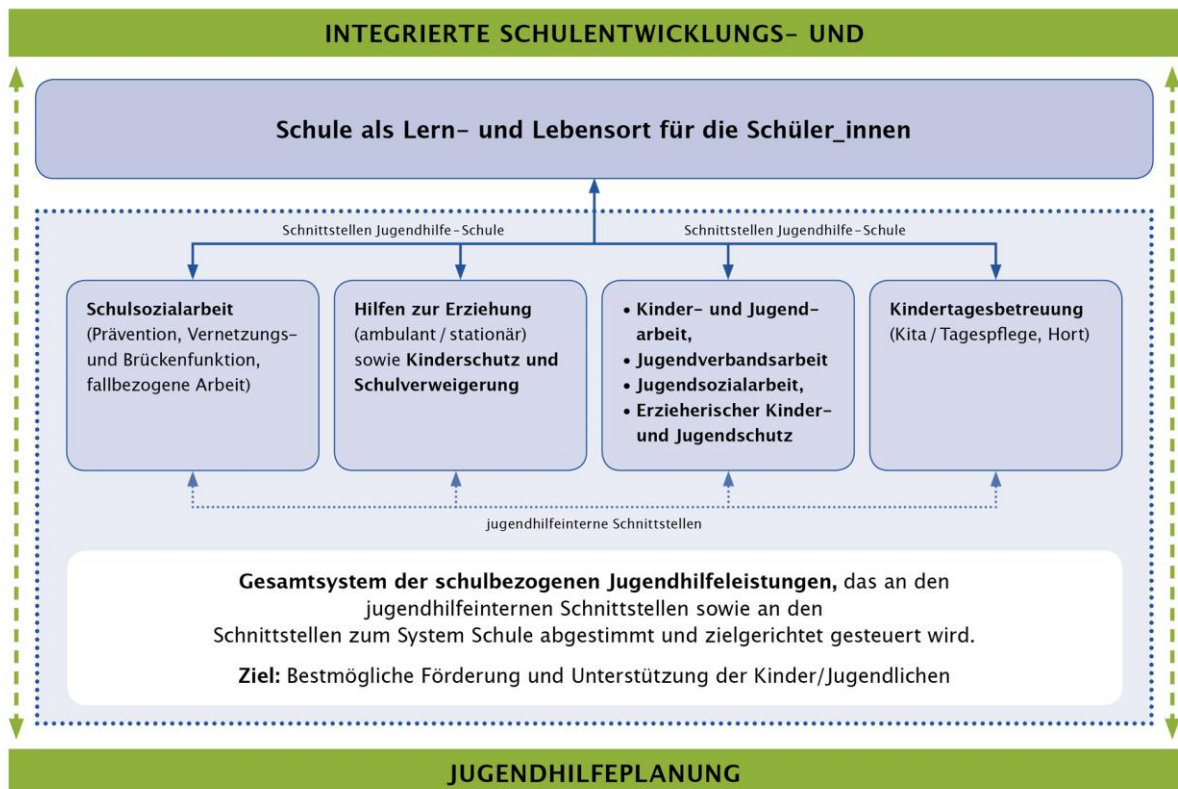 INTEGRIERTE SCHULENTWICKLUNGS- UND
Schule als Lern- und Lebensort für die Schüler_innen
Schnittstellen Jugendhilfe-Schule
Schnittstellen Jugendhilfe-Schule
Schulsozialarbeit
(Prävention, Vernetzungs-
und Brückenfunktion,
fallbezogene Arbeit)
Hilfen zur Erziehung
(ambulant / stationär)
sowie Kinderschutz und
Schulverweigerung
• Kinder- und Jugend-
arbeit,
• Jugendverbandsarbeit
• Jugendsozialarbeit,
• Erzieherischer Kinder-
und Jugendschutz
Kindertagesbetreuung
(Kita / Tagespflege, Hort)
jugendhilfeinterne Schnittstellen
Gesamtsystem der schulbezogenen Jugendhilfeleistungen, das an den
jugendhilfeinternen Schnittstellen sowie an den
Schnittstellen zum System Schule abgestimmt und zielgerichtet gesteuert wird.
Ziel: Bestmögliche Förderung und Unterstützung der Kinder/Jugendlichen
JUGENDHILFEPLANUNG